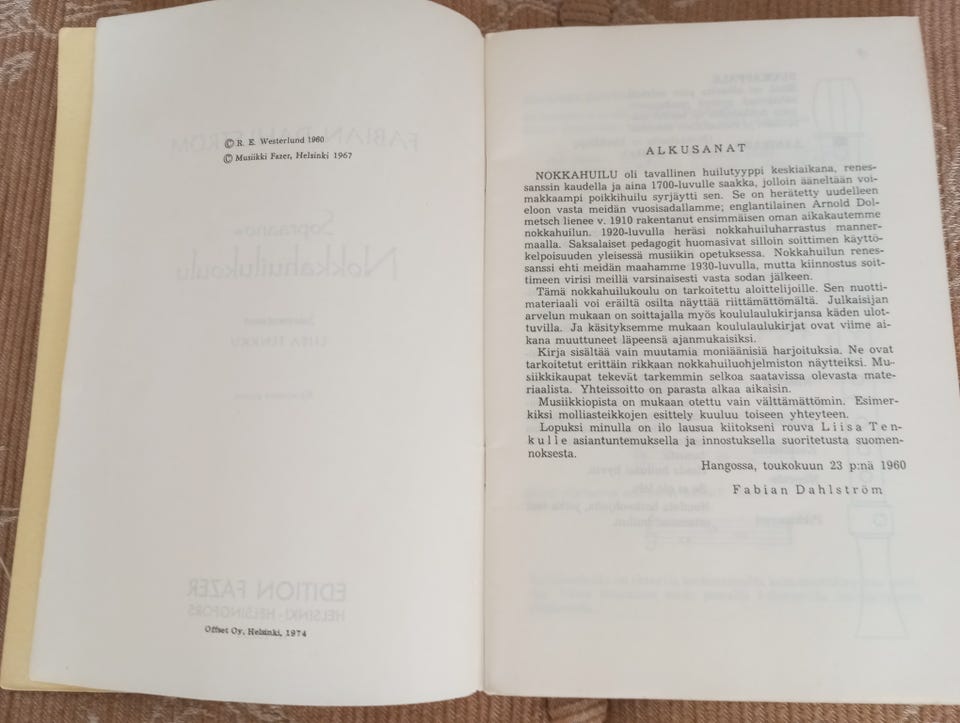 © R. E. Westerlund 1960
© Musiikki Fazer, Helsinki 1967
Offset Oy, Helsinki, 1974
ALKUSANAT
NOKKAHUILU oli tavallinen huilutyyppi keskiaikana, renes-
sanssin kaudella ja aina 1700-luvulle saakka, jolloin ääneltään voi-
makkaampi poikkihuilu syrjäytti sen. Se on herätetty uudelleen
eloon vasta meidän vuosisadallamme; englantilainen Arnold Dol-
metsch lienee v. 1910 rakentanut ensimmäisen oman aikakautemme
nokkahuilun. 1920-luvulla heräsi nokkahuiluharrastus manner-
maalla. Saksalaiset pedagogit huomasivat silloin soittimen käyttö-
kelpoisuuden yleisessä musiikin opetuksessa. Nokkahuilun renes-
sanssi ehti meidän maahamme 1930-luvulla, mutta kiinnostus soit-
timeen virisi meillä varsinaisesti vasta sodan jälkeen.
Tämä nokkahuilukoulu on tarkoitettu aloittelijoille. Sen nuotti-
materiaali voi eräiltä osilta näyttää riittämättömältä. Julkaisijan
arvelun mukaan on soittajalla myös koululaulukirjansa käden ulot-
tuvilla. Ja käsityksemme mukaan koululaulukirjat ovat viime ai-
kana muuttuneet läpeensä ajanmukaisiksi.
Kirja sisältää vain muutamia moniäänisiä harjoituksia. Ne ovat
tarkoitetut erittäin rikkaan nokkahuiluohjelmiston näytteiksi. Mu-
siikkikaupat tekevät tarkemmin selkoa saatavissa olevasta mate-
riaalista. Yhteissoitto on parasta alkaa aikaisin.
Musiikkiopista on mukaan otettu vain välttämättömin. Esimer-
kiksi molliasteikkojen esittely kuuluu toiseen yhteyteen.
Lopuksi minulla on ilo lausua kiitokseni rouva Liisa Ten-
kulle asiantuntemuksella ja innostuksella suoritetusta suomen-
noksesta.
Hangossa, toukokuun 23 p:nä 1960
Fabian Dahlström